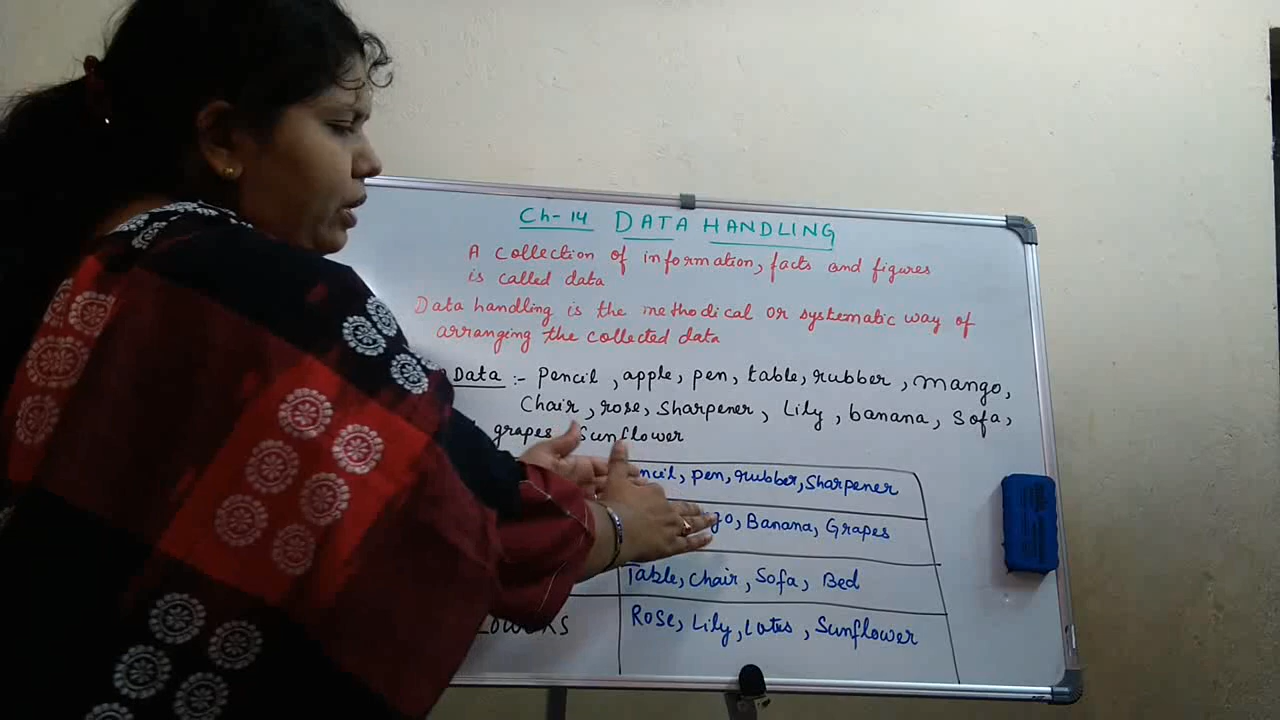 Ch-14 DATA HANDLING
A collection of information, facts and figures
is called data
Data handling is the methodical or systematic way of
arranging the collected data
Data :- Pencil, apple, pen, table, rubber, mango,
Chair, rose, Sharpener, Lily, banana, Sofa,
grapes, Sunflower
pen, rubber, Sharpener
Banana, Grapes
Table, Chair, Sofa, Bed
Rose, Lily, Lotes, Sunflower